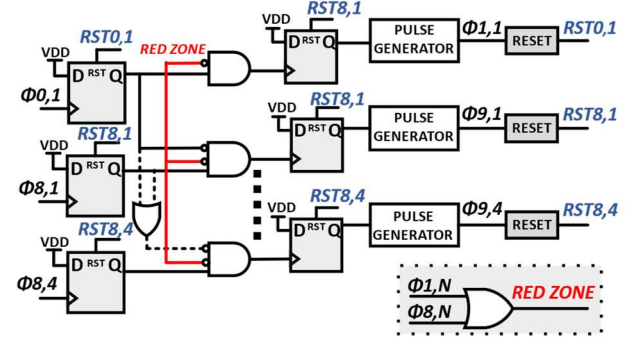 RST8,1
VDD
PULSE GENERATOR
Φ1,1
RESET
RST0,1
RST0,1
VDD
RED ZONE
D RST Q
D RST Q
Φ0,1
RST8,1
VDD
PULSE GENERATOR
Φ9,1
RESET
RST8,1
RST8,1
VDD
D RST Q
D RST Q
Φ8,1
RST8,4
VDD
PULSE GENERATOR
Φ9,4
RESET
RST8,4
RST8,4
VDD
D RST Q
D RST Q
Φ8,4
Φ1,N
RED ZONE
Φ8,N